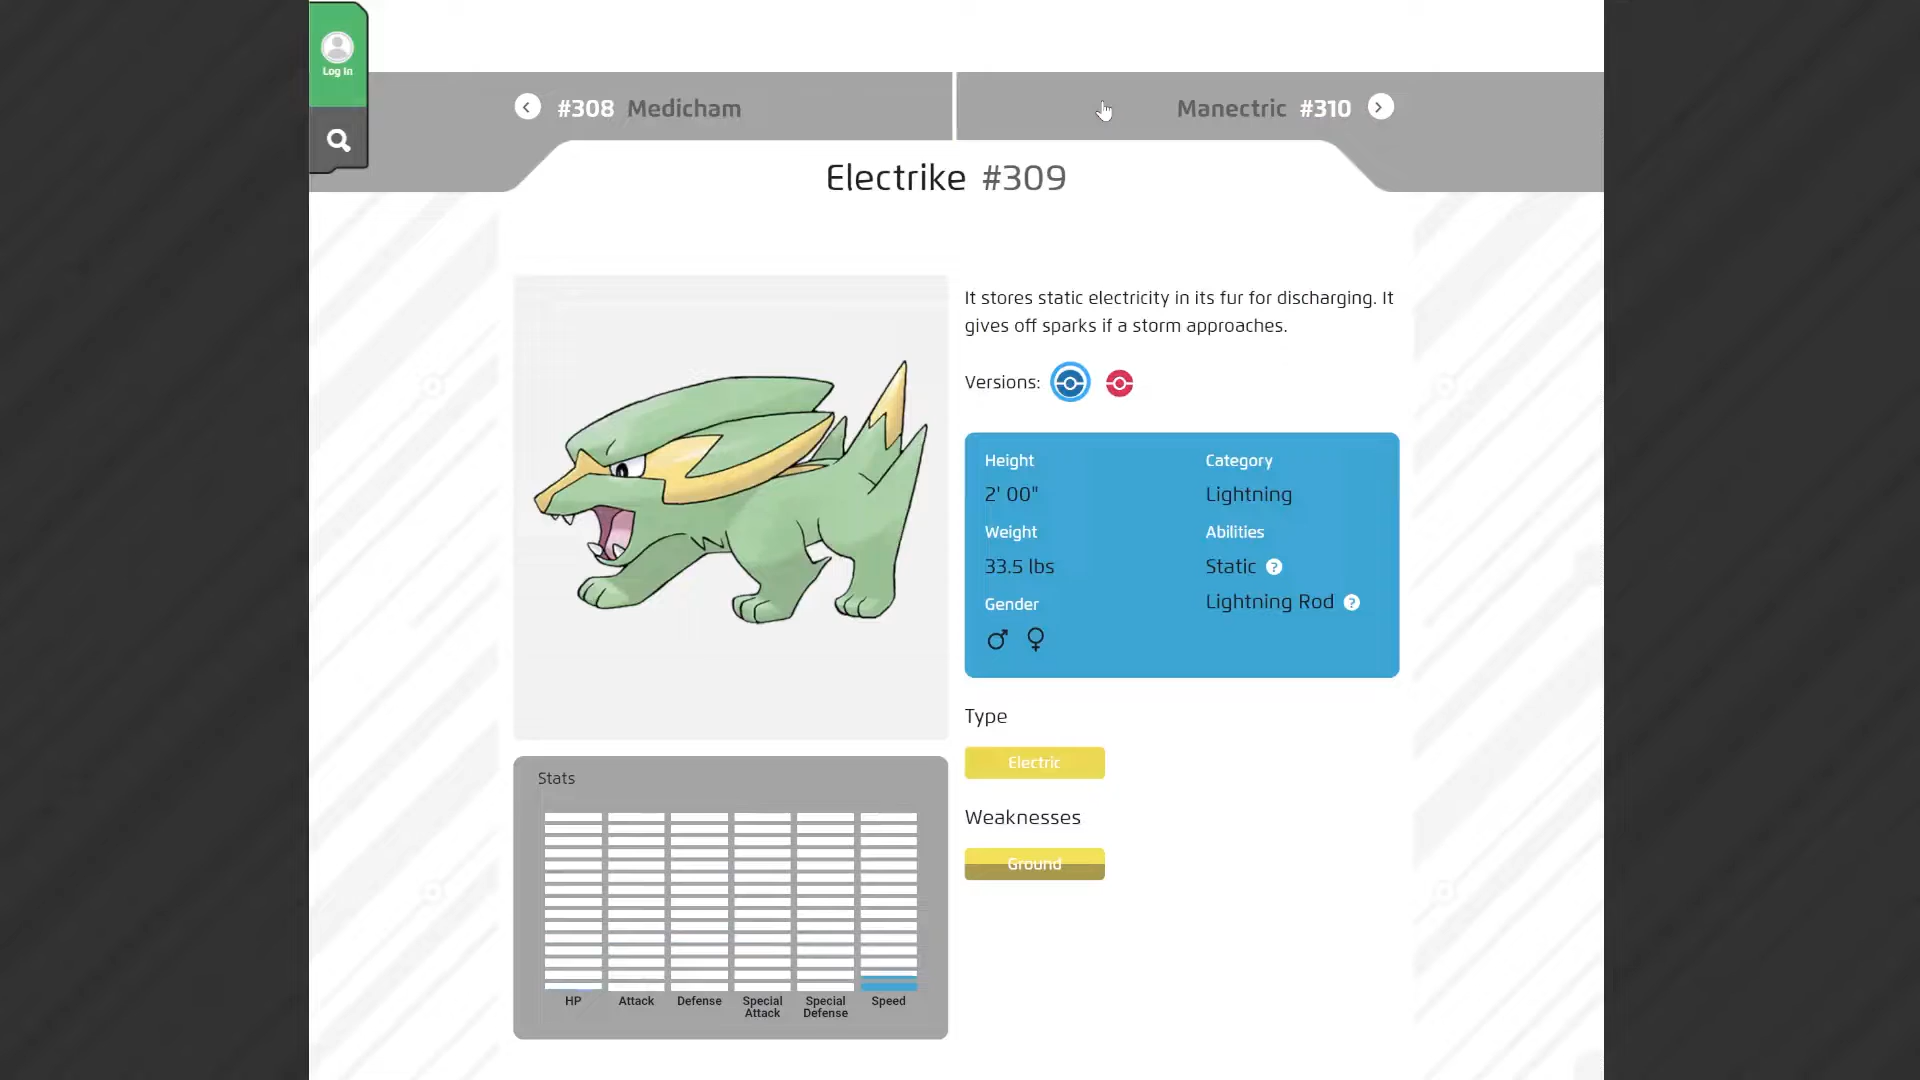 Log In
#308 Medicham
Manectric #310
Electrike #309
It stores static electricity in its fur for discharging. It
gives off sparks if a storm approaches.
Versions:
Height
2' 00"
Weight
33.5 lbs
Gender
Category
Lightning
Abilities
Static ?
Lightning Rod ?
Type
Electric
Weaknesses
Ground
Stats
HP
Attack
Defense
Special
Attack
Special
Defense
Speed